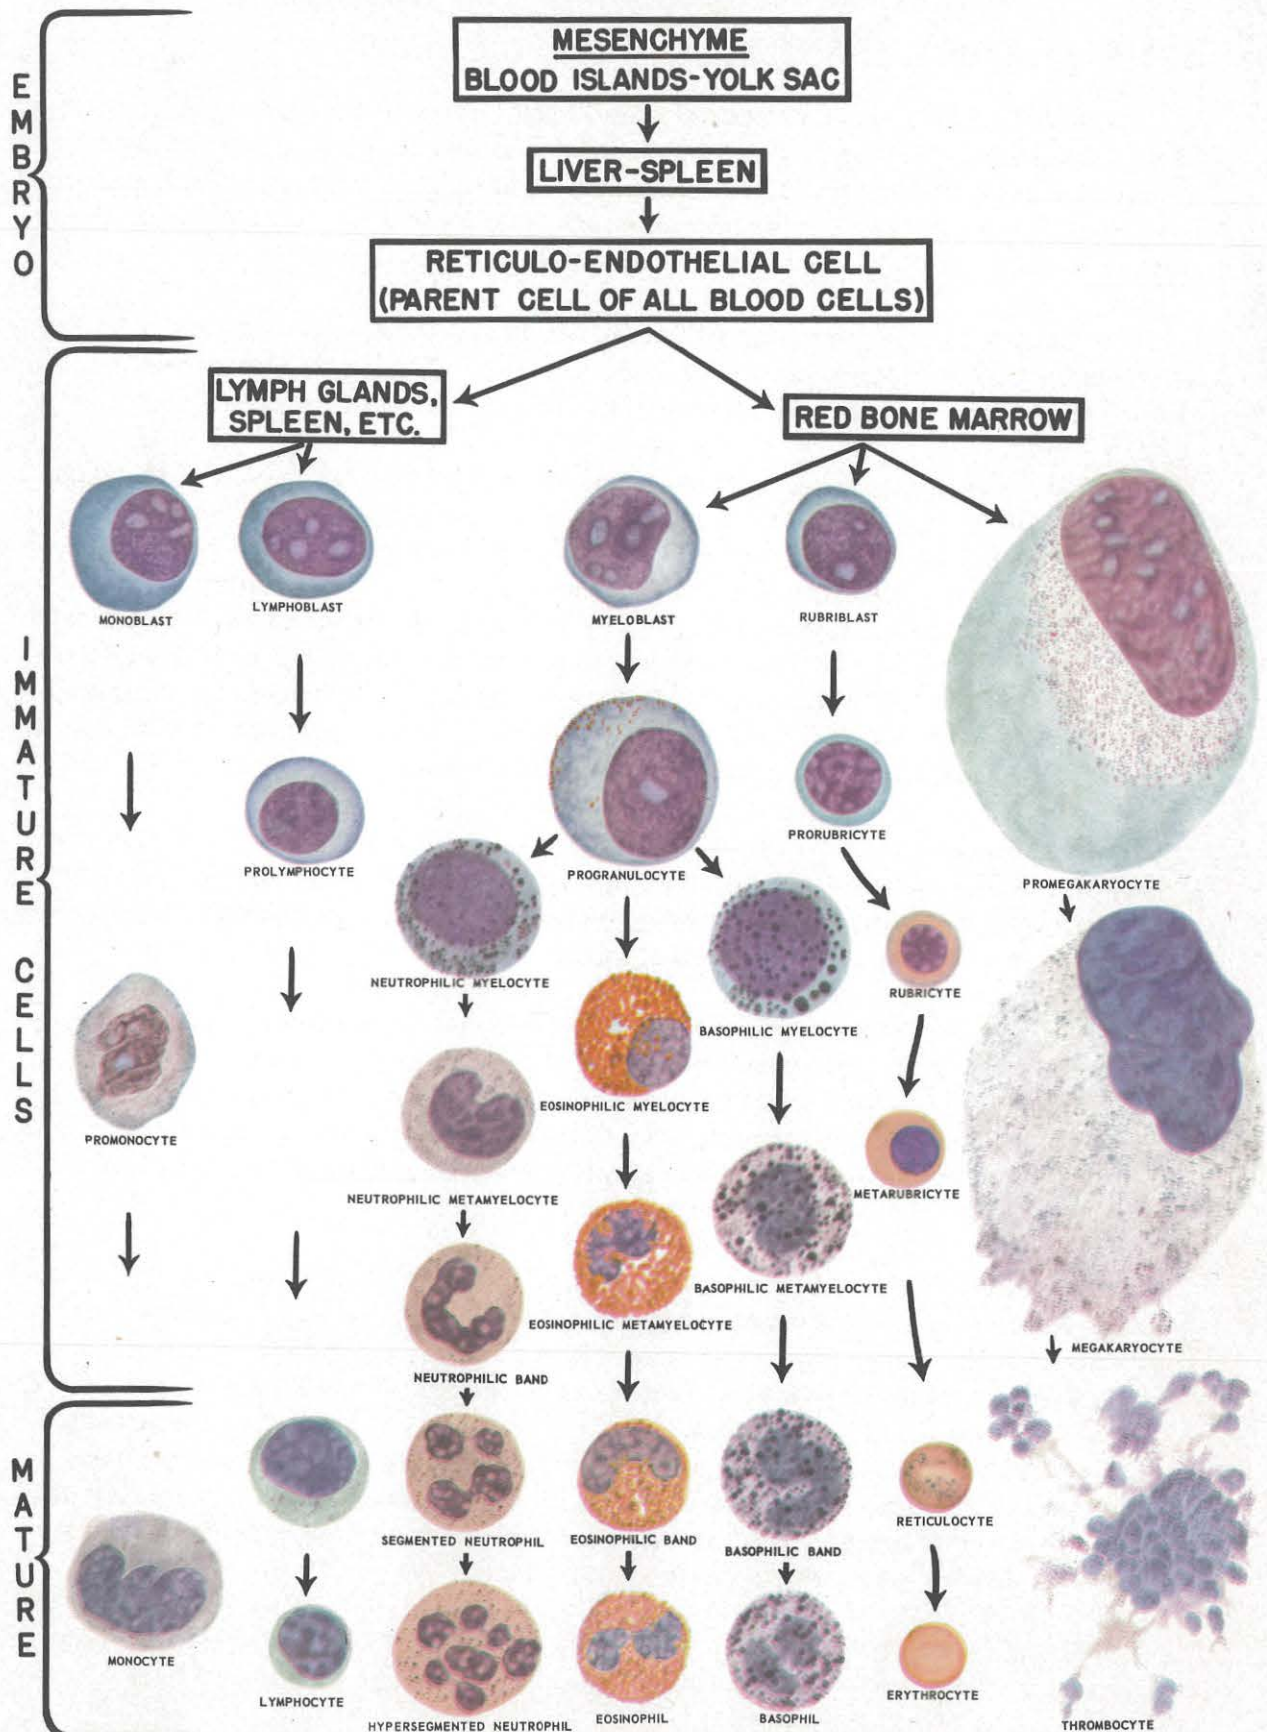 EMBRYO
MESENCHYME
BLOOD ISLANDS-YOLK SAC
LIVER-SPLEEN
RETICULO-ENDOTHELIAL CELL
(PARENT CELL OF ALL BLOOD CELLS)
IMMATURE CELLS
LYMPH GLANDS,
SPLEEN, ETC.
RED BONE MARROW
MONOBLAST
LYMPHOBLAST
MYELOBLAST
RUBRIBLAST
PROLYMPHOCYTE
PROGRANULOCYTE
PRORUBRICYTE
PROMEGAKARYOCYTE
NEUTROPHILIC MYELOCYTE
BASOPHILIC MYELOCYTE
RUBRICYTE
EOSINOPHILIC MYELOCYTE
PROMONOCYTE
NEUTROPHILIC METAMYELOCYTE
METARUBRICYTE
BASOPHILIC METAMYELOCYTE
EOSINOPHILIC METAMYELOCYTE
MEGAKARYOCYTE
NEUTROPHILIC BAND
MATURE
SEGMENTED NEUTROPHIL
EOSINOPHILIC BAND
BASOPHILIC BAND
RETICULOCYTE
MONOCYTE
LYMPHOCYTE
HYPERSEGMENTED NEUTROPHIL
EOSINOPHIL
BASOPHIL
ERYTHROCYTE
THROMBOCYTE